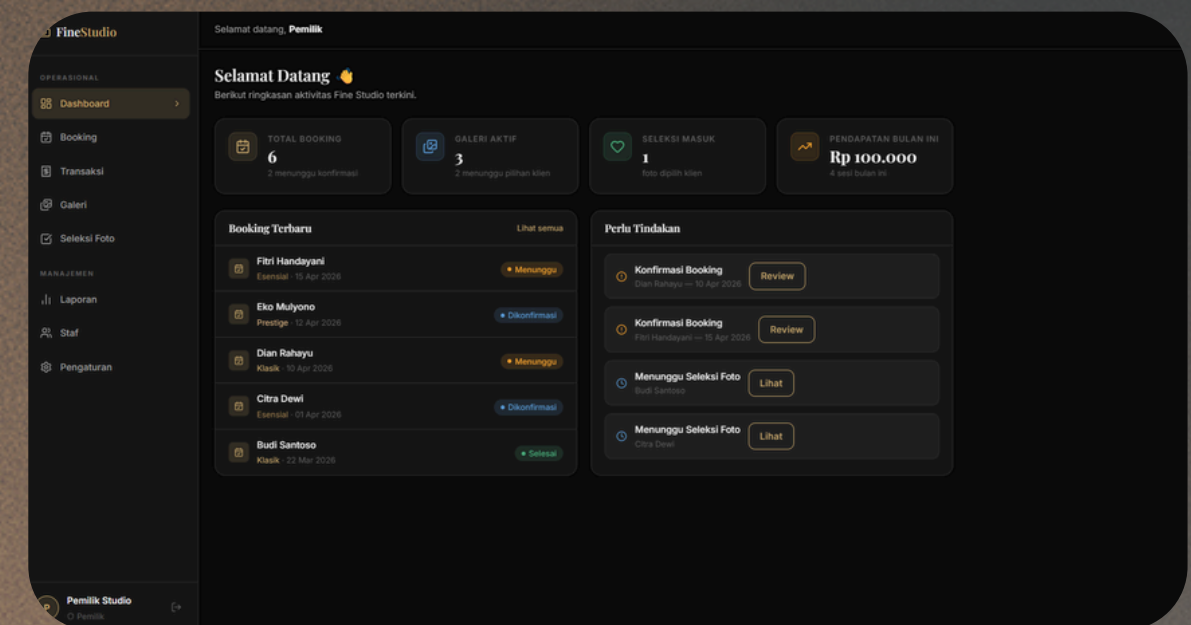 FineStudio
Selamat datang, Pemilik
OPERASIONAL
Dashboard
Booking
Transaksi
Galeri
Seleksi Foto
MANAJEMEN
Laporan
Staf
Pengaturan
P
Pemilik Studio
Pemilik
Selamat Datang 👋
Berikut ringkasan aktivitas Fine Studio terkini.
TOTAL BOOKING
6
2 menunggu konfirmasi
GALERI AKTIF
3
2 menunggu pilihan klien
SELEKSI MASUK
1
foto dipilih klien
PENDAPATAN BULAN INI
Rp 100.000
4 sesi bulan ini
Booking Terbaru
Lihat semua
Fitri Handayani
Esensial · 15 Apr 2026
Menunggu
Eko Mulyono
Prestige · 12 Apr 2026
Dikonfirmasi
Dian Rahayu
Klasik · 10 Apr 2026
Menunggu
Citra Dewi
Esensial · 01 Apr 2026
Dikonfirmasi
Budi Santoso
Klasik · 22 Mar 2026
Selesai
Perlu Tindakan
Konfirmasi Booking
Dian Rahayu — 10 Apr 2026
Review
Konfirmasi Booking
Fitri Handayani — 15 Apr 2026
Review
Menunggu Seleksi Foto
Budi Santoso
Lihat
Menunggu Seleksi Foto
Citra Dewi
Lihat